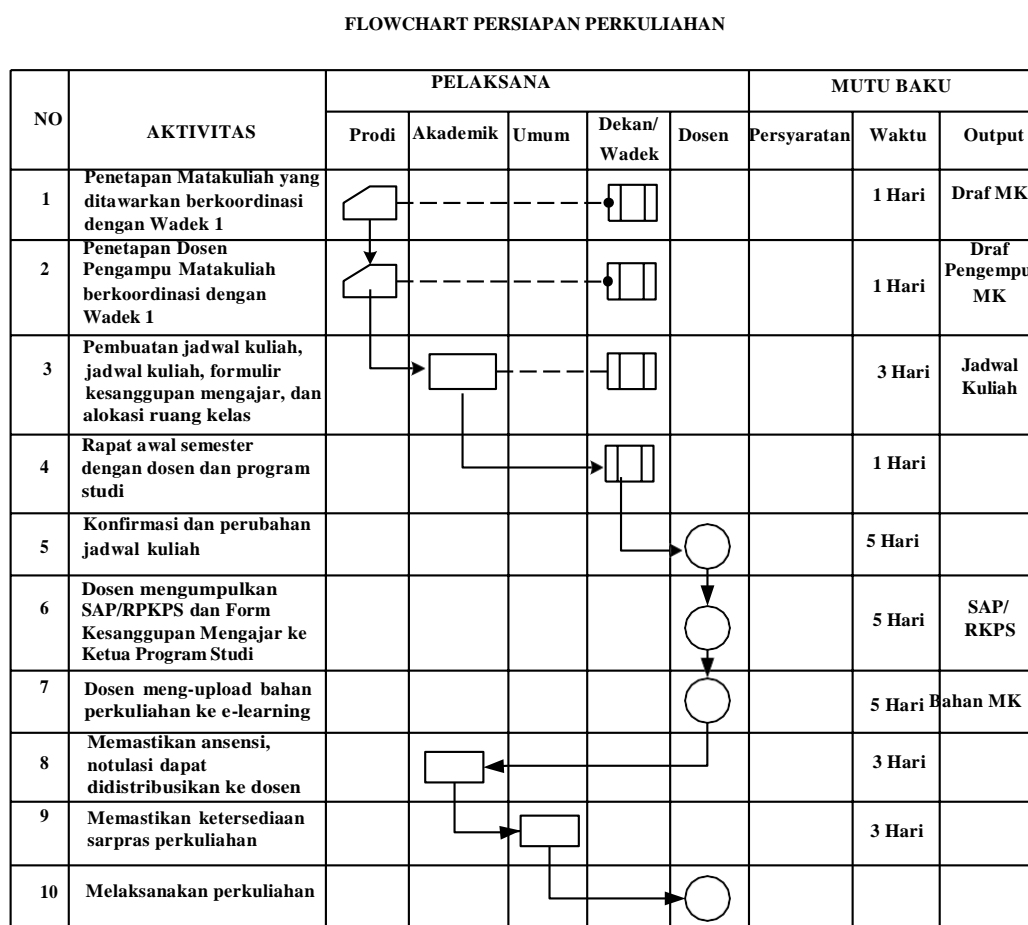 FLOWCHART PERSIAPAN PERKULIAHAN
NO
AKTIVITAS
PELAKSANA
MUTU BAKU
Prodi
Akademik
Umum
Dekan/
Wadek
Dosen
Persyaratan
Waktu
Output
1
Penetapan Matakuliah yang
ditawarkan berkoordinasi
dengan Wadek 1
1 Hari
Draf MK
2
Penetapan Dosen
Pengampu Matakuliah
berkoordinasi dengan
Wadek 1
1 Hari
Draf
Pengempu
MK
3
Pembuatan jadwal kuliah,
jadwal kuliah, formulir
kesanggupan mengajar, dan
alokasi ruang kelas
3 Hari
Jadwal
Kuliah
4
Rapat awal semester
dengan dosen dan program
studi
1 Hari
5
Konfirmasi dan perubahan
jadwal kuliah
5 Hari
6
Dosen mengumpulkan
SAP/RPKPS dan Form
Kesanggupan Mengajar ke
Ketua Program Studi
5 Hari
SAP/
RKPS
7
Dosen meng-upload bahan
perkuliahan ke e-learning
5 Hari
Bahan MK
8
Memastikan ansensi,
notulasi dapat
didistribusikan ke dosen
3 Hari
9
Memastikan ketersediaan
sarpras perkuliahan
3 Hari
10
Melaksanakan perkuliahan